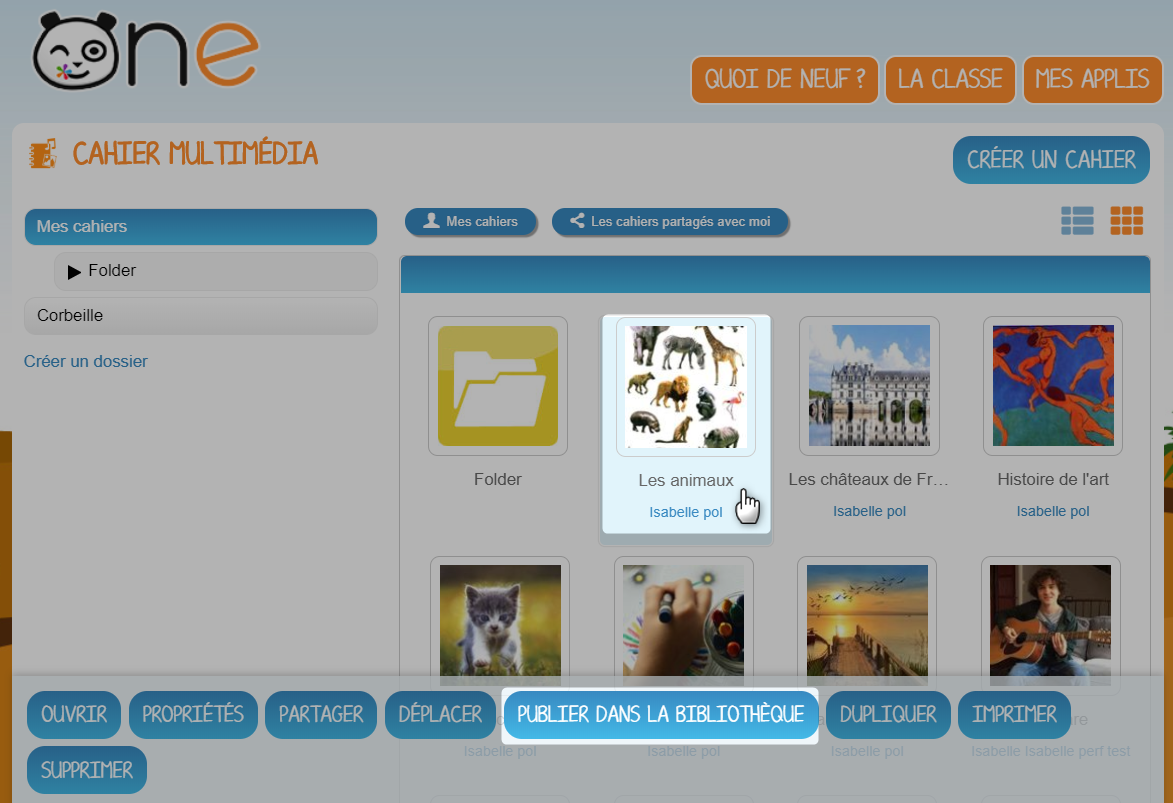 One
QUOI DE NEUF ?
LA CLASSE
MES APPLIS
CAHIER MULTIMÉDIA
CRÉER UN CAHIER
Mes cahiers
Folder
Corbeille
Créer un dossier
Mes cahiers
Les cahiers partagés avec moi
Folder
Les animaux
Isabelle pol
Les châteaux de Fr...
Isabelle pol
Histoire de l'art
Isabelle pol
OUVRIR
PROPRIÉTÉS
PARTAGER
DÉPLACER
PUBLIER DANS LA BIBLIOTHÈQUE
DUPLIQUER
IMPRIMER
SUPPRIMER
Isabelle pol
Isabelle pol
Isabelle pol
Isabelle Isabelle perf test